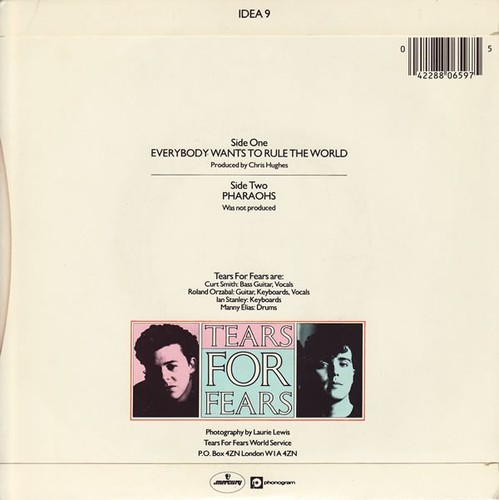 IDEA 9
0 42288 06597 5
Side One
EVERYBODY WANTS TO RULE THE WORLD
Produced by Chris Hughes
Side Two
PHARAOHS
Was not produced
Tears For Fears are:
Curt Smith: Bass Guitar, Vocals
Roland Orzabal: Guitar, Keyboards, Vocals
Ian Stanley: Keyboards
Manny Elias: Drums
TEARS
FOR
FEARS
Photography by Laurie Lewis
Tears For Fears World Service
P.O. Box 4ZN London W1A 4ZN
mercury phonogram